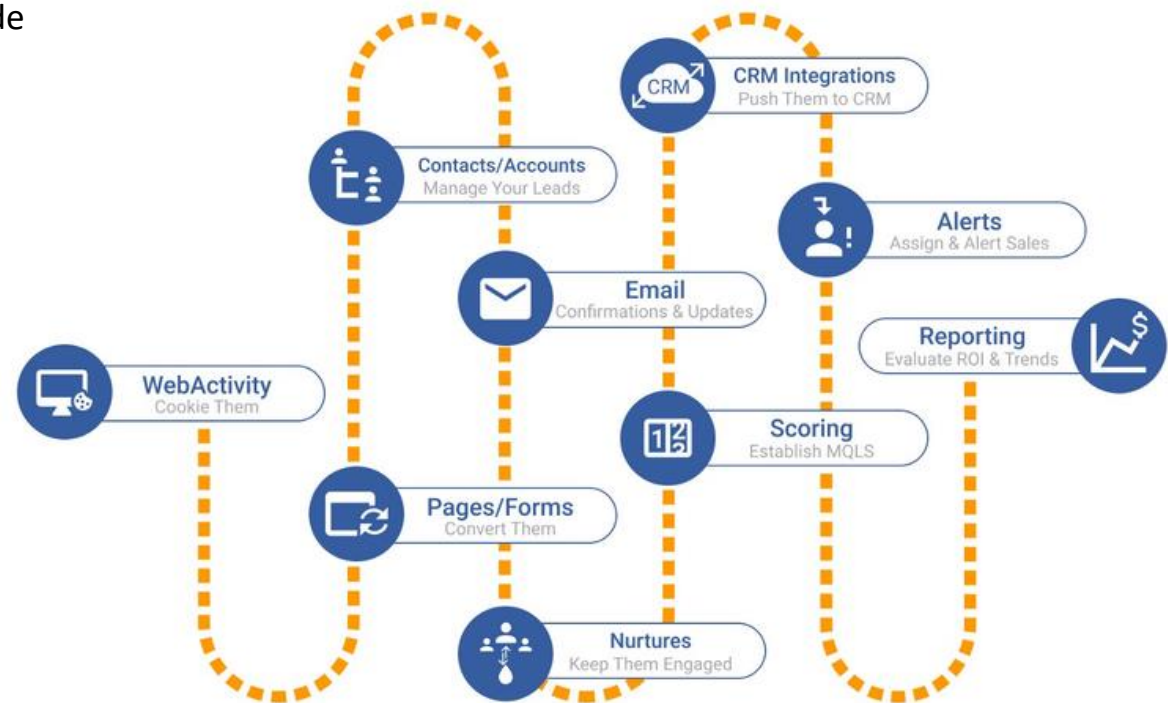 de
CRM
CRM Integrations
Push Them to CRM
Contacts/Accounts
Manage Your Leads
Alerts
Assign & Alert Sales
Email
Confirmations & Updates
Reporting
Evaluate ROI & Trends
$
WebActivity
Cookie Them
Scoring
Establish MQLS
Pages/Forms
Convert Them
Nurtures
Keep Them Engaged